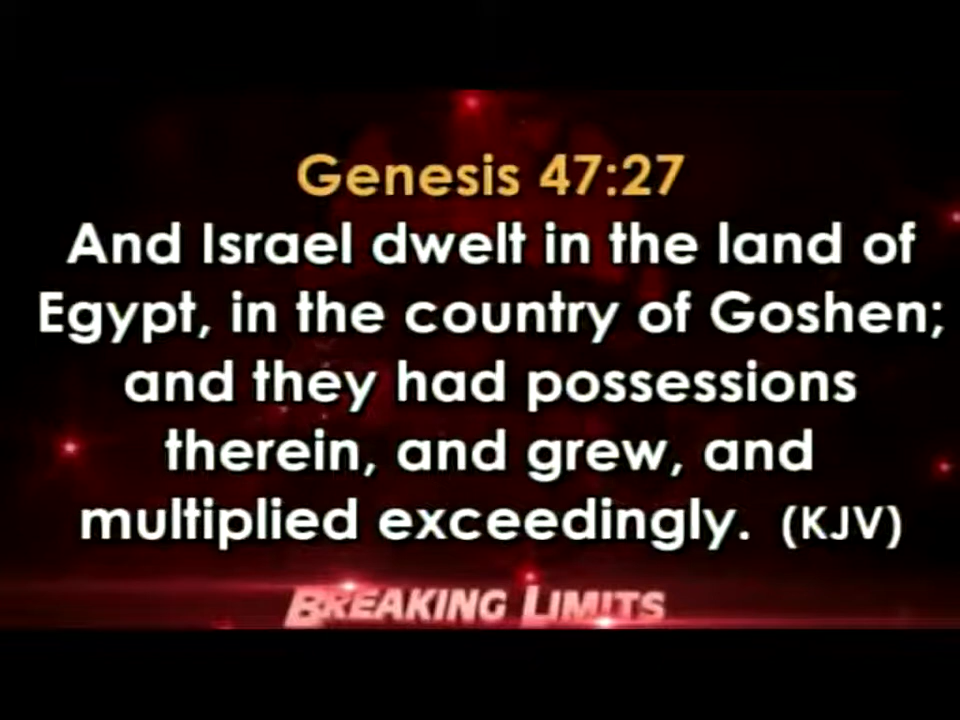 Genesis 47:27
And Israel dwelt in the land of
Egypt, in the country of Goshen;
and they had possessions
therein, and grew, and
multiplied exceedingly. (KJV)
BREAKING LIMITS